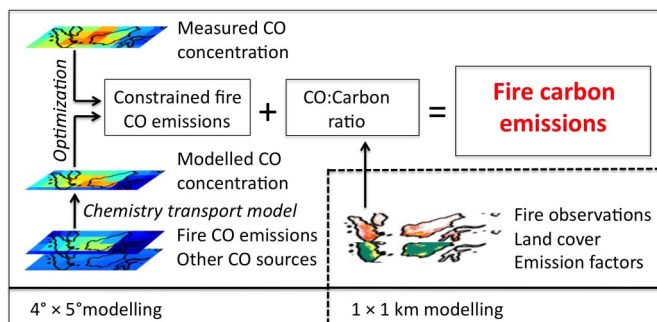 Measured CO
concentration
Optimization
Constrained fire
CO emissions
+
CO:Carbon
ratio
=
Fire carbon
emissions
Modelled CO
concentration
Chemistry transport model
Fire CO emissions
Other CO sources
Fire observations
Land cover
Emission factors
4° × 5°modelling
1 × 1 km modelling